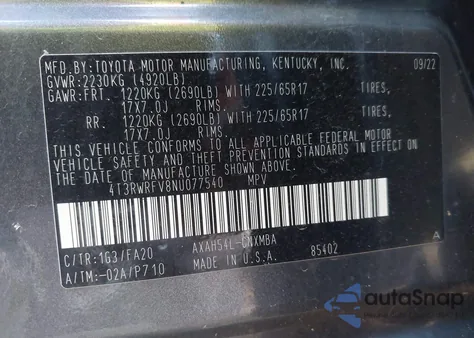 MFD.BY:TOYOTA MOTOR MANUFACTURING, KENTUCKY, INC. 09/22
GVWR:2230KG (4920LB)
GAWR:FRT. 1220KG (2690LB) WITH 225/65R17 TIRES,
17X7.0J RIMS.
RR. 1220KG (2690LB) WITH 225/65R17 TIRES,
17X7.0J RIMS.
THIS VEHICLE CONFORMS TO ALL APPLICABLE FEDERAL MOTOR
VEHICLE SAFETY AND THEFT PREVENTION STANDARDS IN
EFFECT ON THE DATE OF MANUFACTURE SHOWN ABOVE.
4T3RWRFV8NU077540 MPV
C/TR:1G3/FA20 AXAH54L-GNXMBA A
A/TM:-02A/P710 MADE IN U.S.A. 85402
autoSnap